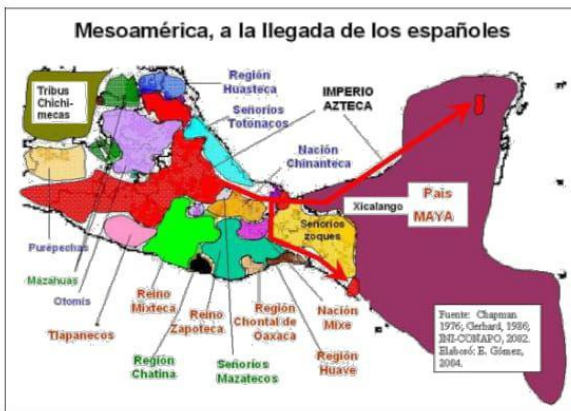 Mesoamérica, a la llegada de los españoles
Tribus
Chichi-
mecas
Región
Huasteca
Señoríos
Totonacos
IMPERIO
AZTECA
Nación
Chinanteca
Xicalango
País
MAYA
Señoríos
zoques
Purépechas
Mazahuas
Otomís
Tlapanecos
Reino
Mixteca
Región
Chatina
Reino
Zapoteca
Señoríos
Mazatecos
Región
Chontal de
Oaxaca
Nación
Mixe
Región
Huave
Fuente: Chapman
1976; Gerhard, 1986;
INI-CONAPO, 2002.
Elaboró: E. Gómez,
2004.